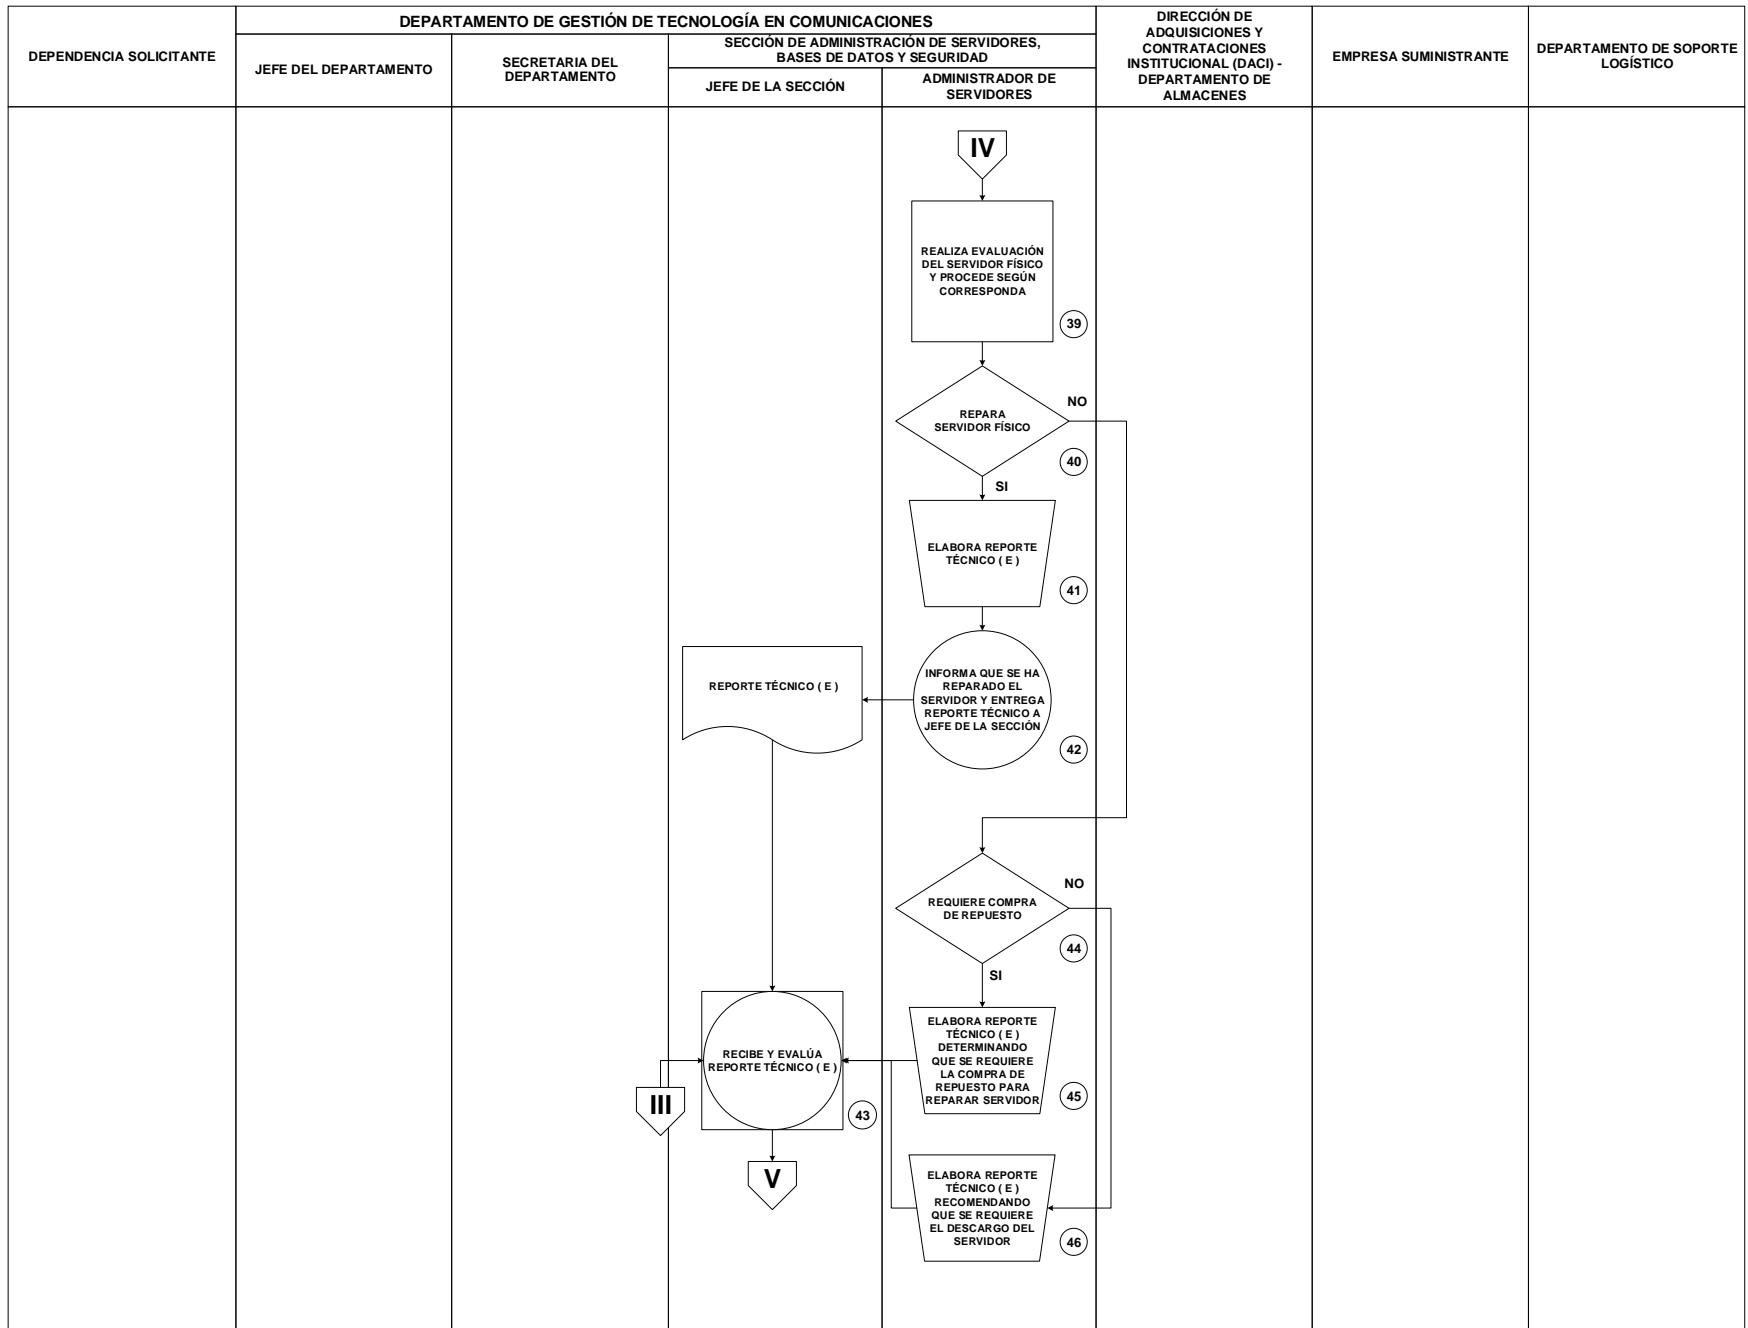 DEPENDENCIA SOLICITANTE
DEPARTAMENTO DE GESTIÓN DE TECNOLOGÍA EN COMUNICACIONES
JEFE DEL DEPARTAMENTO
SECRETARIA DEL
DEPARTAMENTO
SECCIÓN DE ADMINISTRACIÓN DE SERVIDORES,
BASES DE DATOS Y SEGURIDAD
JEFE DE LA SECCIÓN
ADMINISTRADOR DE
SERVIDORES
DIRECCIÓN DE
ADQUISICIONES Y
CONTRATACIONES
INSTITUCIONAL (DACI) -
DEPARTAMENTO DE
ALMACENES
EMPRESA SUMINISTRANTE
DEPARTAMENTO DE SOPORTE
LOGÍSTICO
IV
REALIZA EVALUACIÓN
DEL SERVIDOR FÍSICO
Y PROCEDE SEGÚN
CORRESPONDA
39
REPARA
SERVIDOR FÍSICO
NO
40
SI
ELABORA REPORTE
TÉCNICO ( E )
41
INFORMA QUE SE HA
REPARADO EL
SERVIDOR Y ENTREGA
REPORTE TÉCNICO A
JEFE DE LA SECCIÓN
42
REPORTE TÉCNICO ( E )
REQUIERE COMPRA
DE REPUESTO
NO
44
SI
ELABORA REPORTE
TÉCNICO ( E )
DETERMINANDO
QUE SE REQUIERE
LA COMPRA DE
REPUESTO PARA
REPARAR SERVIDOR
45
RECIBE Y EVALÚA
REPORTE TÉCNICO ( E )
43
III
V
ELABORA REPORTE
TÉCNICO ( E )
RECOMENDANDO
QUE SE REQUIERE
EL DESCARGO DEL
SERVIDOR
46